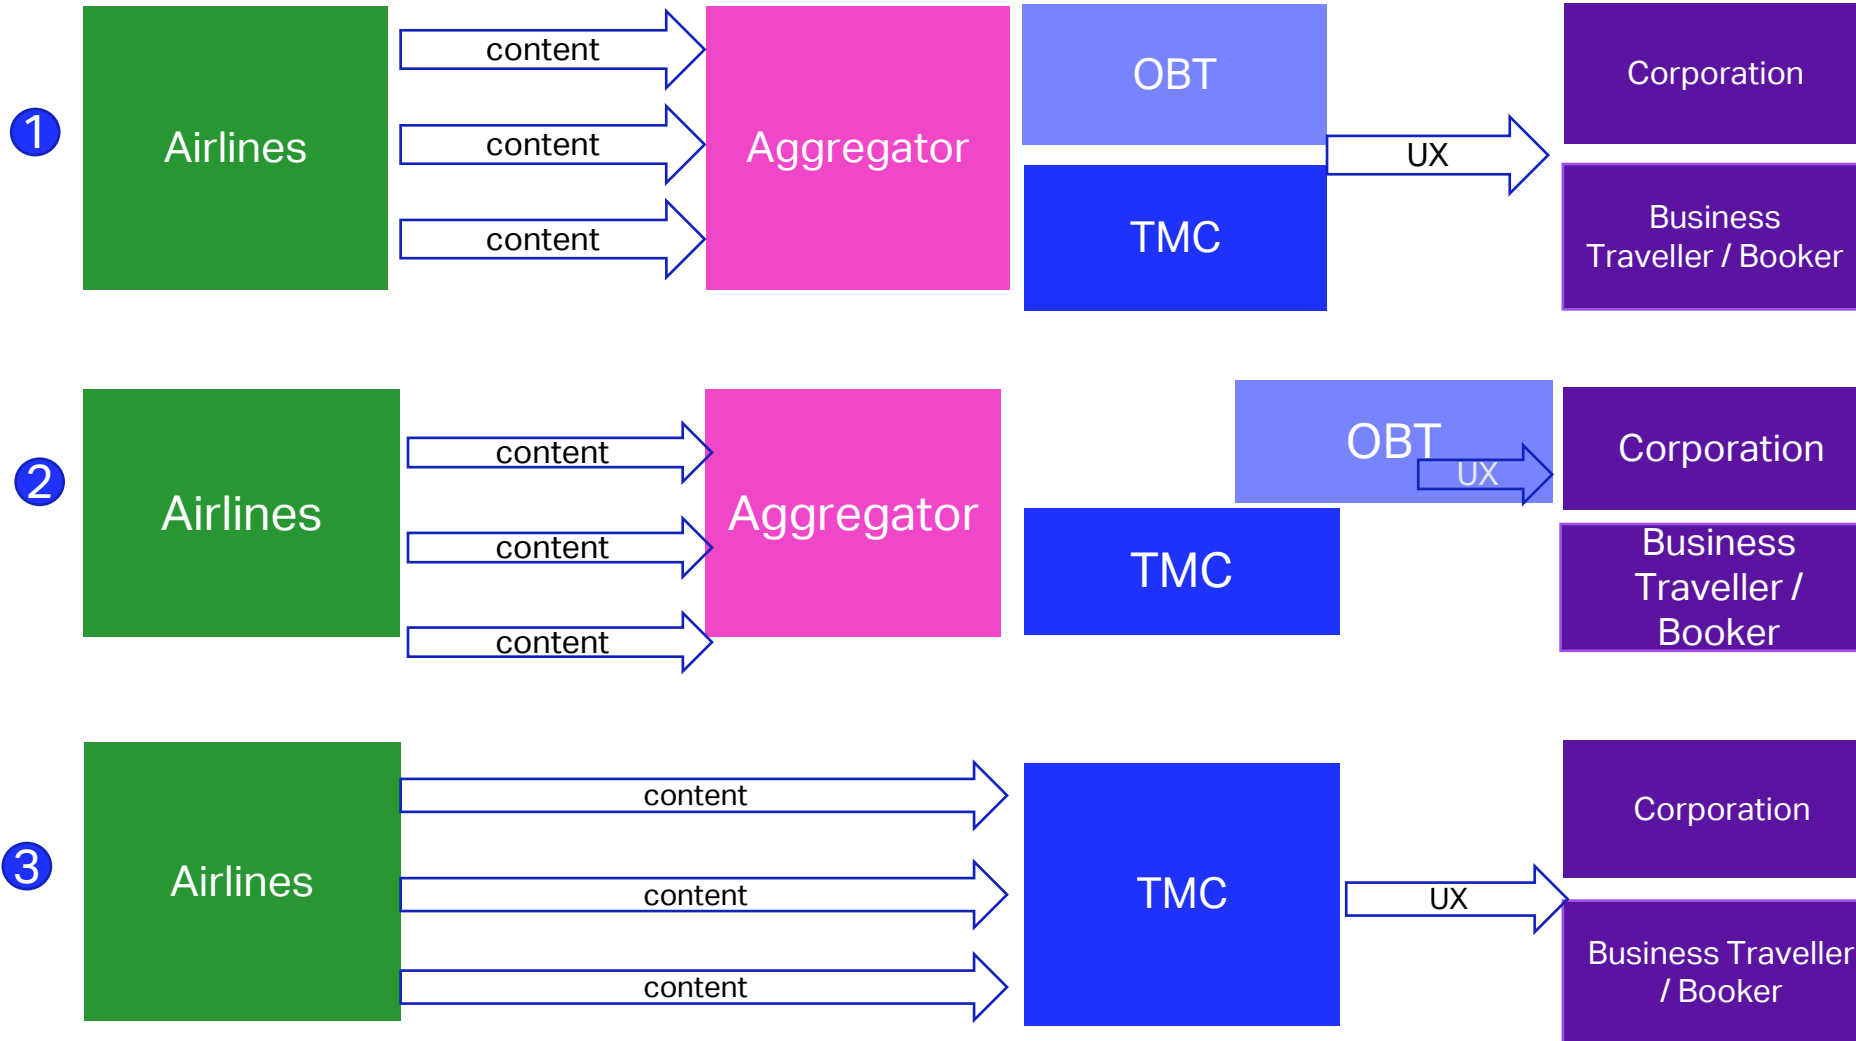 1
Airlines
content
content
content
Aggregator
OBT
TMC
UX
Corporation
Business
Traveller / Booker
2
Airlines
content
content
content
Aggregator
OBT
UX
TMC
Corporation
Business
Traveller /
Booker
3
Airlines
content
content
content
TMC
UX
Corporation
Business Traveller
/ Booker